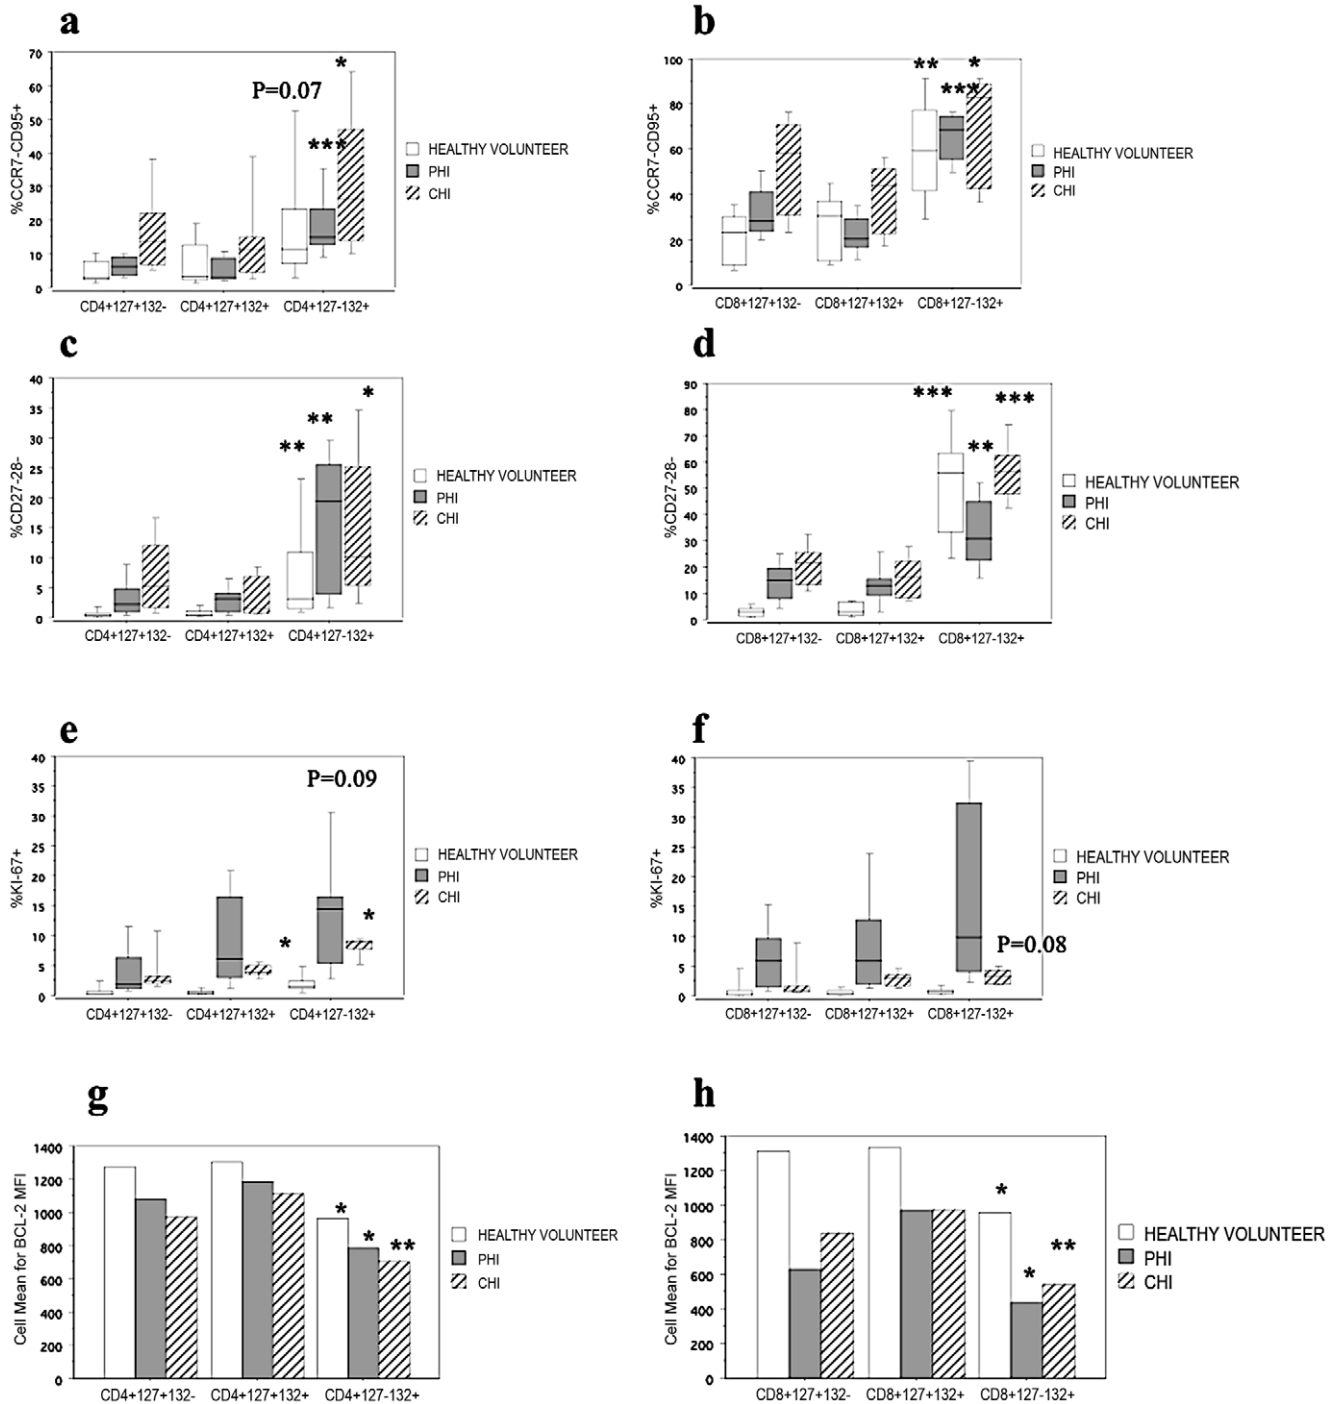 a
%CCR7-CD95+
70
60
50
40
30
20
10
0
*
P=0.07
***
CD4+127+132-
CD4+127+132+
CD4+127-132+
HEALTHY VOLUNTEER
PHI
CHI
b
%CCR7-CD95+
100
80
60
40
20
0
** *
***
CD8+127+132-
CD8+127+132+
CD8+127-132+
HEALTHY VOLUNTEER
PHI
CHI
c
%CD27-28-
40
35
30
25
20
15
10
5
0
*
**
**
CD4+127+132-
CD4+127+132+
CD4+127-132+
HEALTHY VOLUNTEER
PHI
CHI
d
%CD27-28-
90
80
70
60
50
40
30
20
10
0
***
***
**
CD8+127+132-
CD8+127+132+
CD8+127-132+
HEALTHY VOLUNTEER
PHI
CHI
e
%KI-67+
40
35
30
25
20
15
10
5
0
P=0.09
*
*
CD4+127+132-
CD4+127+132+
CD4+127-132+
HEALTHY VOLUNTEER
PHI
CHI
f
%KI-67+
40
35
30
25
20
15
10
5
0
P=0.08
CD8+127+132-
CD8+127+132+
CD8+127-132+
HEALTHY VOLUNTEER
PHI
CHI
g
Cell Mean for BCL-2 MFI
1400
1200
1000
800
600
400
200
0
*
*
**
CD4+127+132-
CD4+127+132+
CD4+127-132+
HEALTHY VOLUNTEER
PHI
CHI
h
Cell Mean for BCL-2 MFI
1400
1200
1000
800
600
400
200
0
*
**
*
CD8+127+132-
CD8+127+132+
CD8+127-132+
HEALTHY VOLUNTEER
PHI
CHI